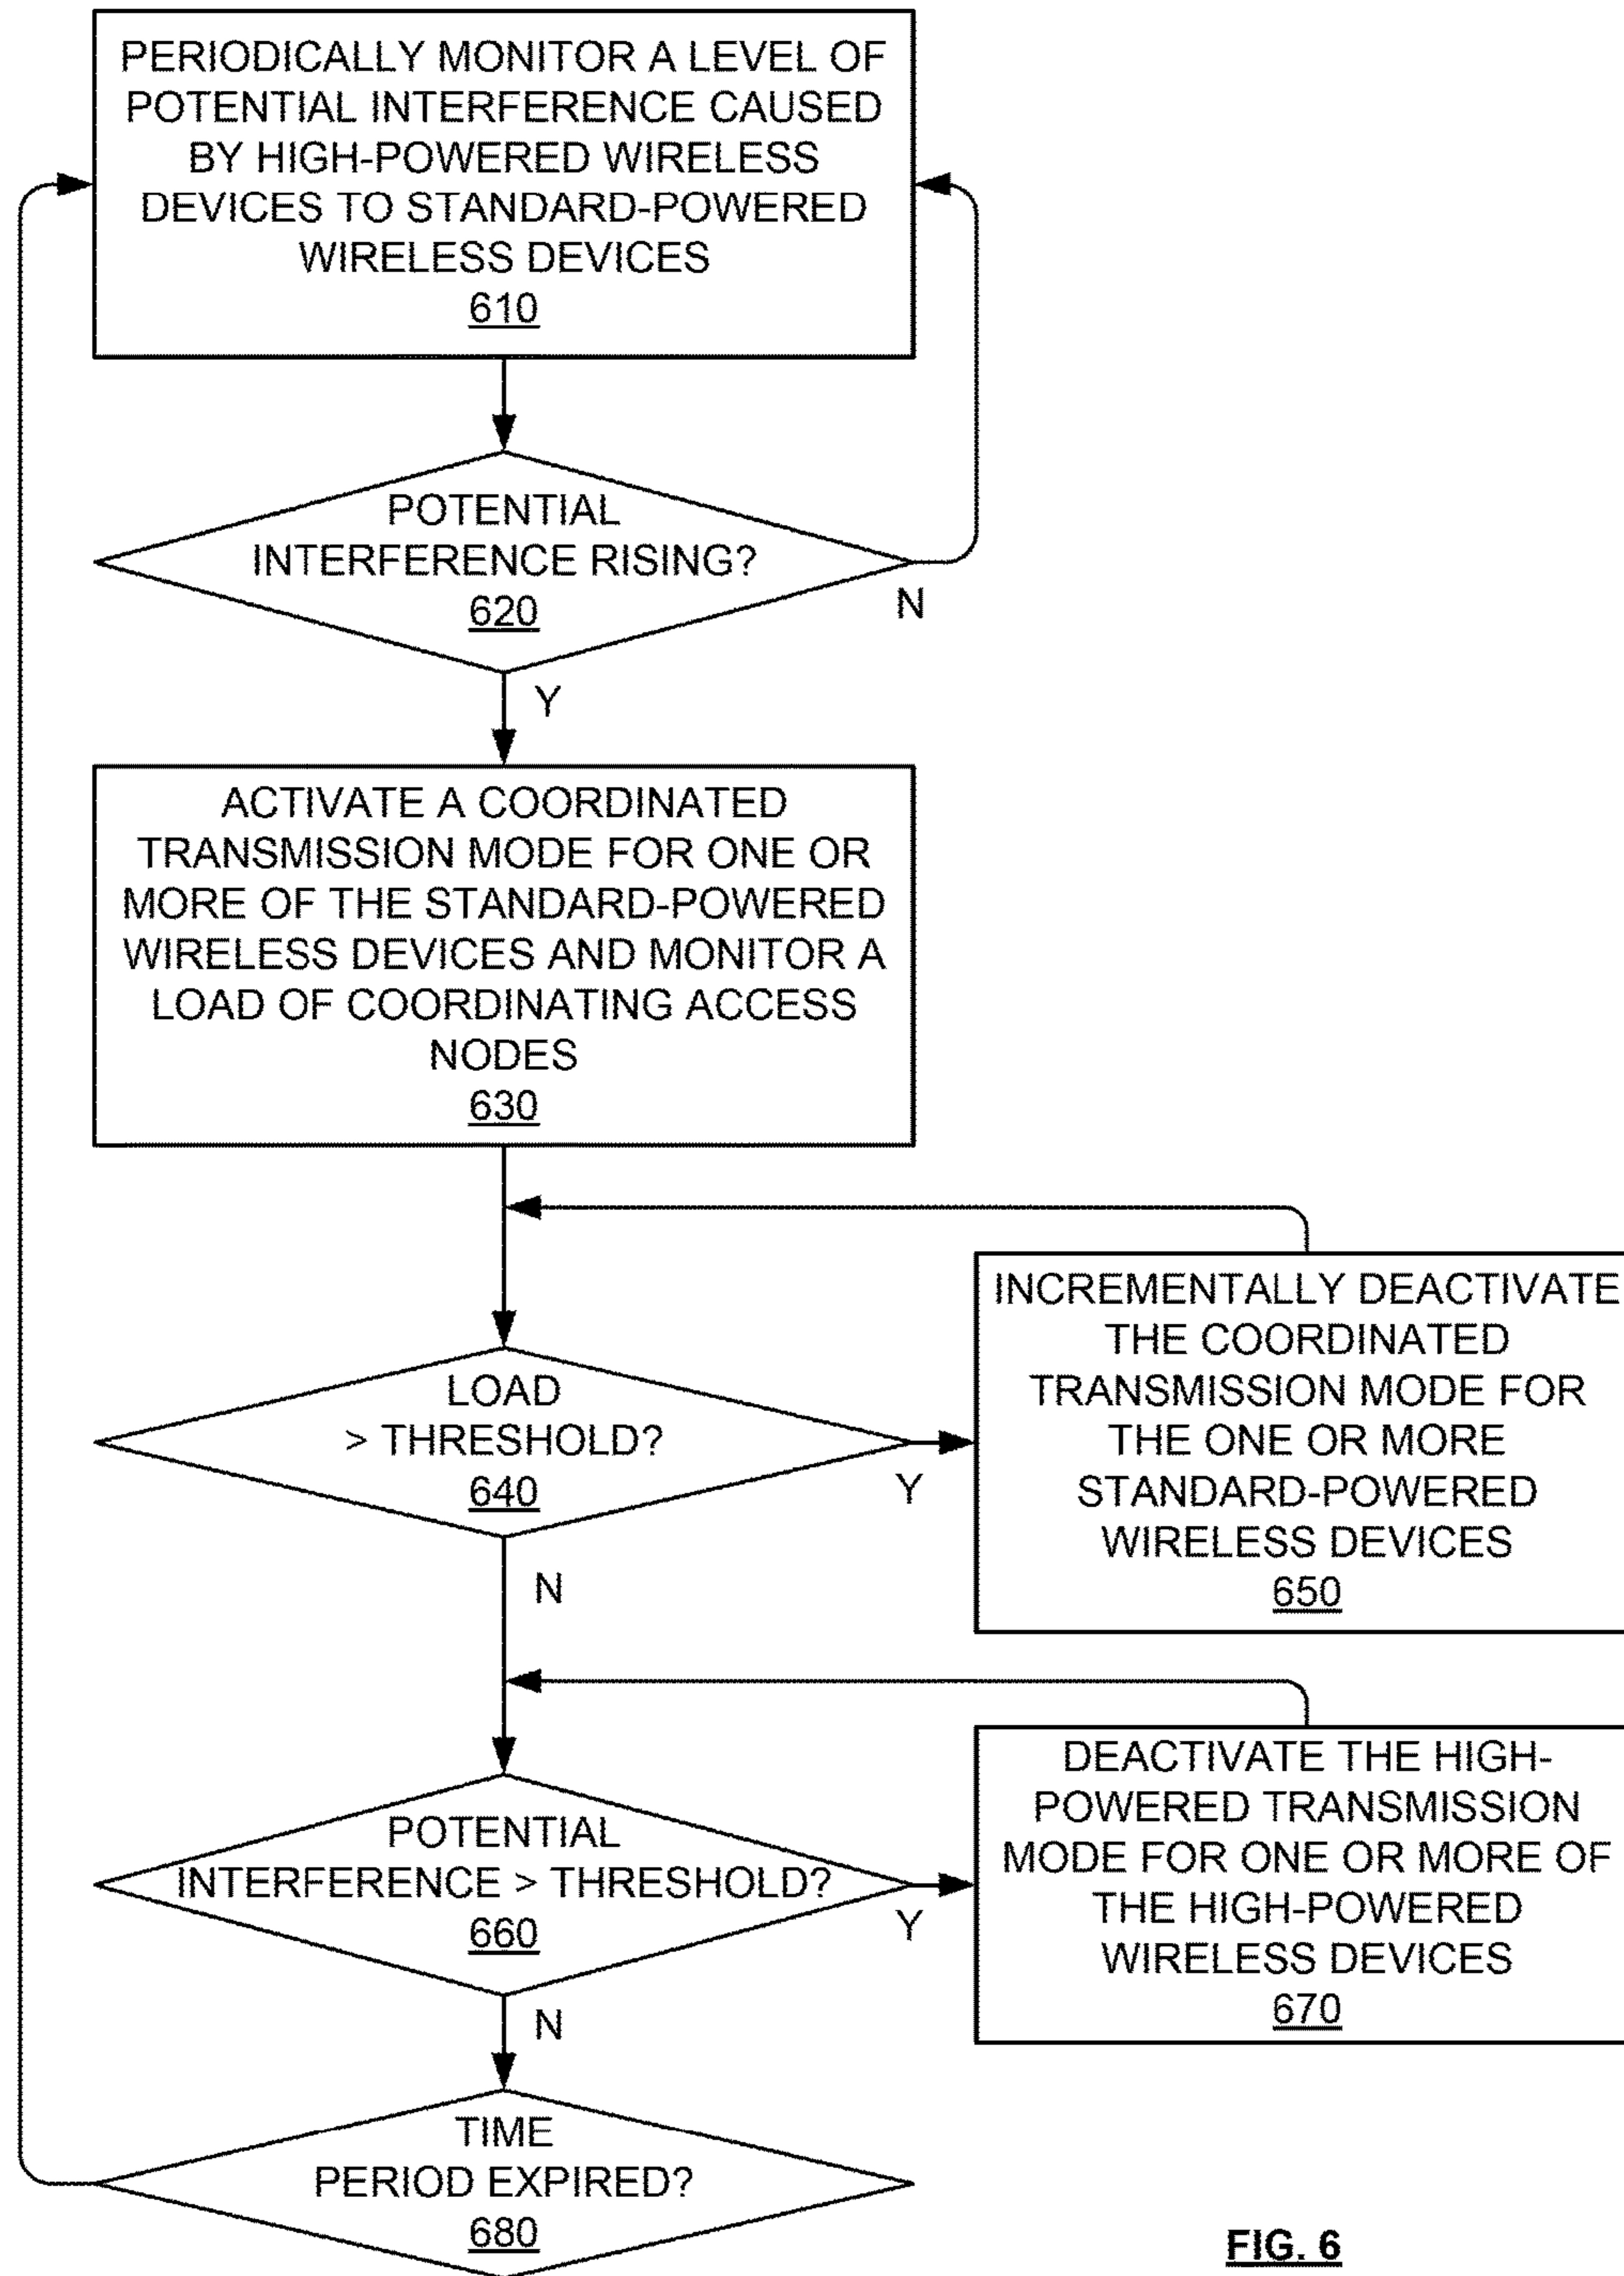 PERIODICALLY MONITOR A LEVEL OF
POTENTIAL INTERFERENCE CAUSED
BY HIGH-POWERED WIRELESS
DEVICES TO STANDARD-POWERED
WIRELESS DEVICES
610
POTENTIAL
INTERFERENCE RISING?
620
N
Y
ACTIVATE A COORDINATED
TRANSMISSION MODE FOR ONE OR
MORE OF THE STANDARD-POWERED
WIRELESS DEVICES AND MONITOR A
LOAD OF COORDINATING ACCESS
NODES
630
LOAD
> THRESHOLD?
640
Y
N
INCREMENTALLY DEACTIVATE
THE COORDINATED
TRANSMISSION MODE FOR
THE ONE OR MORE
STANDARD-POWERED
WIRELESS DEVICES
650
POTENTIAL
INTERFERENCE > THRESHOLD?
660
Y
N
DEACTIVATE THE HIGH-
POWERED TRANSMISSION
MODE FOR ONE OR MORE OF
THE HIGH-POWERED
WIRELESS DEVICES
670
TIME
PERIOD EXPIRED?
680
FIG. 6